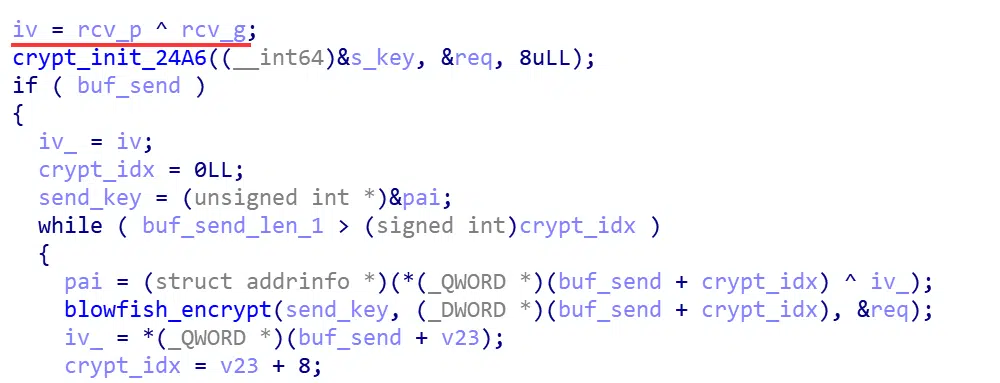 iv = rcv_p ^ rcv_g;
crypt_init_24A6((__int64)&s_key, &req, 8uLL);
if ( buf_send )
{
  iv_ = iv;
  crypt_idx = 0LL;
  send_key = (unsigned int *)&pai;
  while ( buf_send_len_1 > (signed int)crypt_idx )
  {
    pai = (struct addrinfo *)(*(_QWORD *)(buf_send + crypt_idx) ^ iv_);
    blowfish_encrypt(send_key, (_DWORD *)(buf_send + crypt_idx), &req);
    iv_ = *(_QWORD *)(buf_send + v23);
    crypt_idx = v23 + 8;